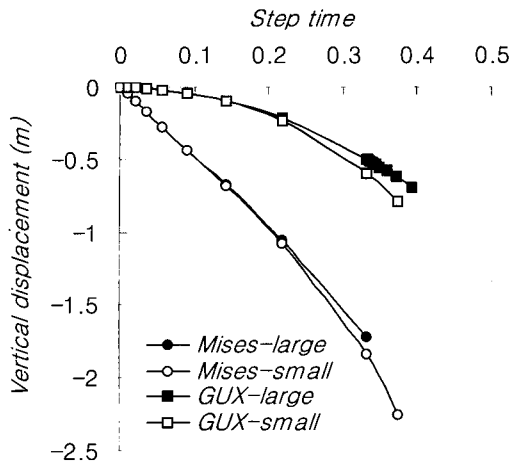 Step time
0 0.1 0.2 0.3 0.4 0.5
Vertical displacement (m)
0
−0.5
−1
−1.5
−2
−2.5
Mises−large
Mises−small
GUX−large
GUX−small